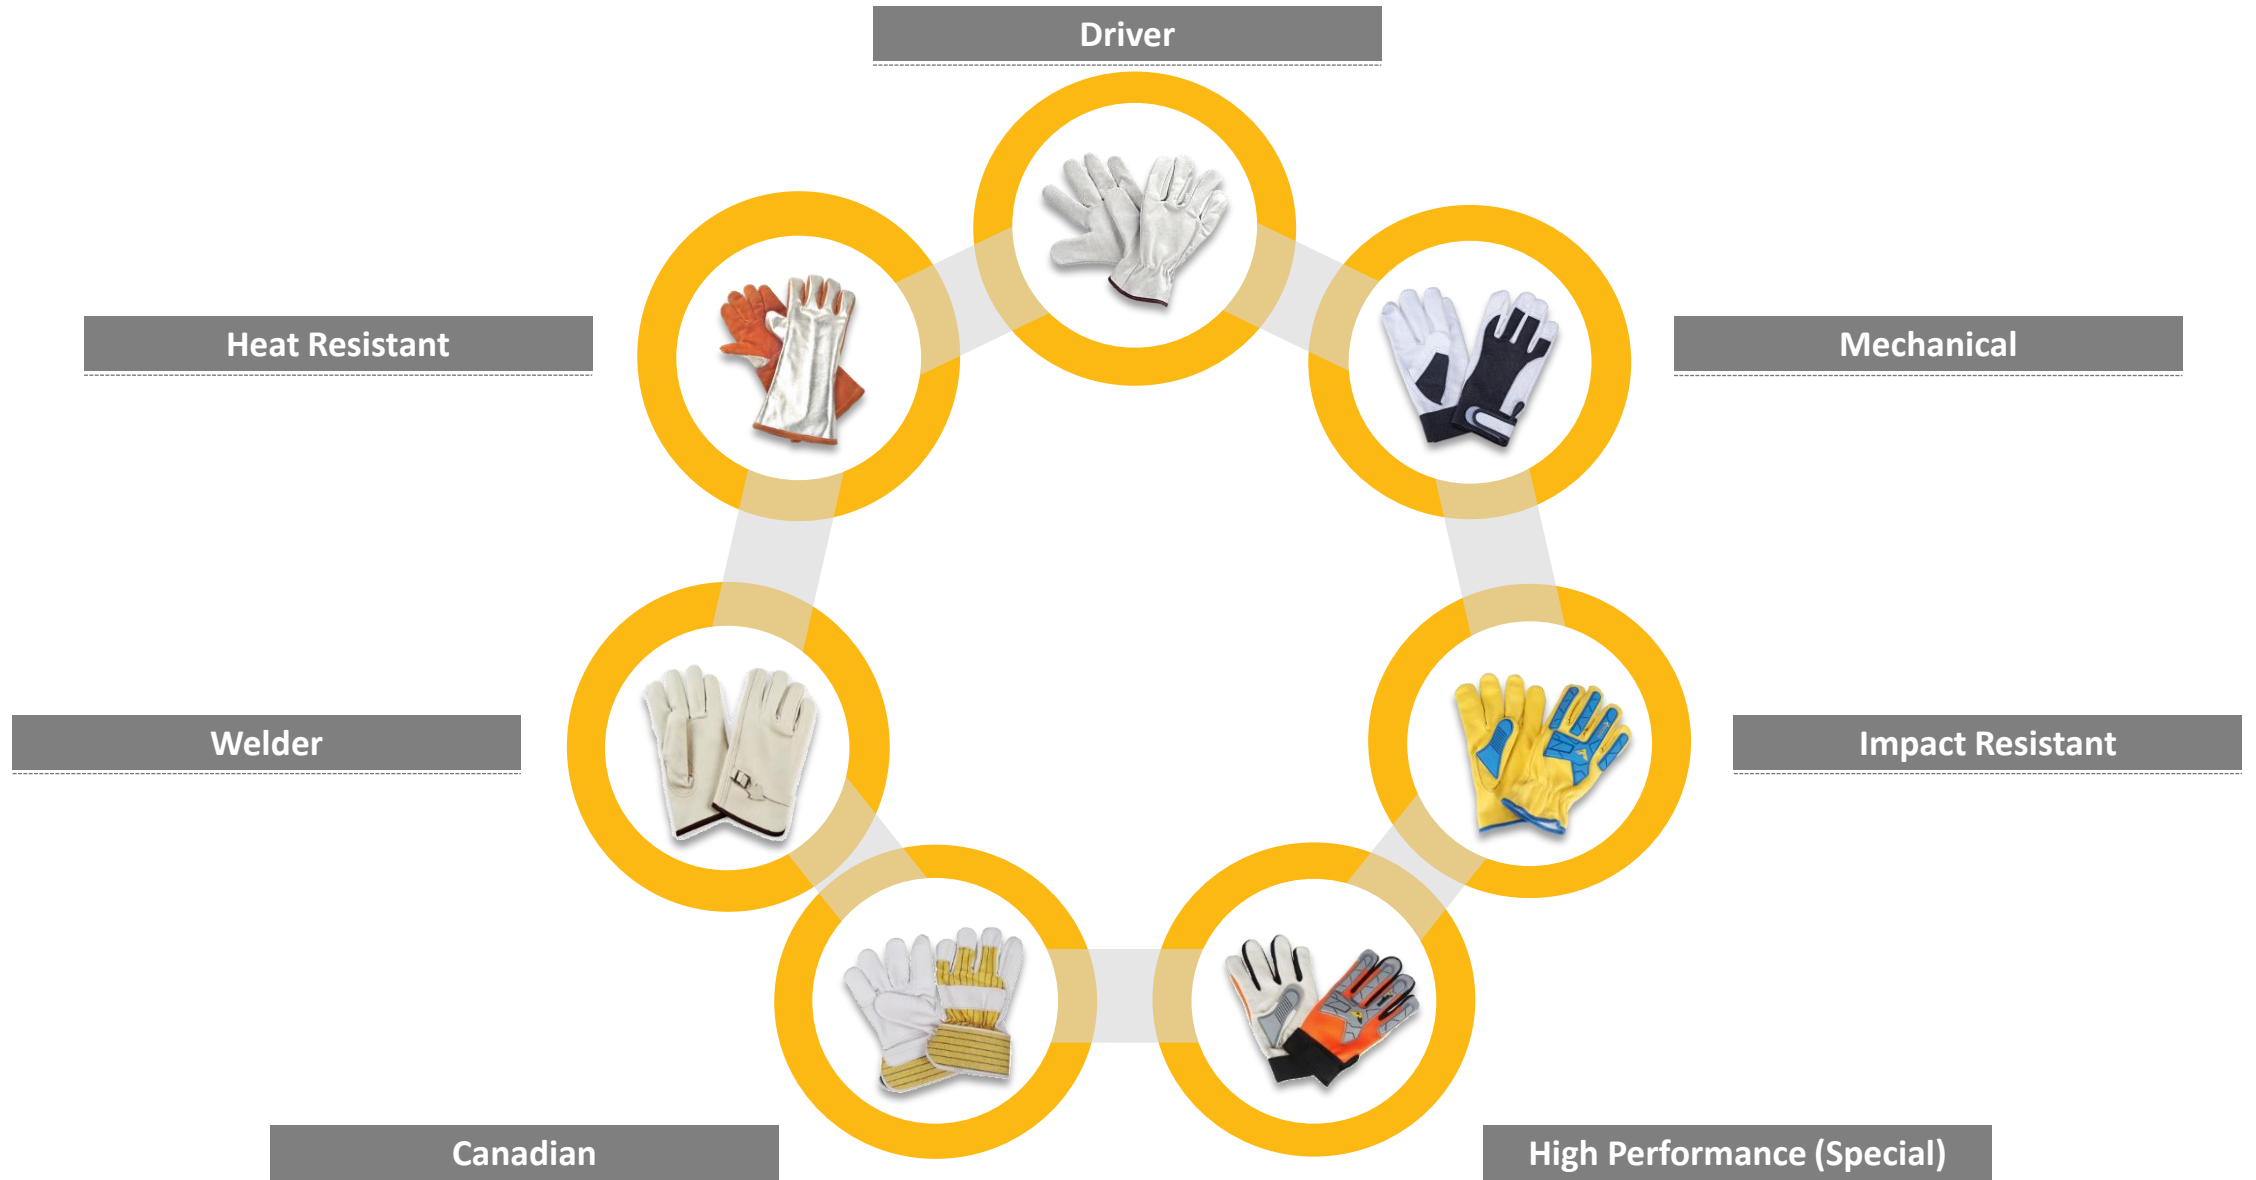 Driver
Heat Resistant
Mechanical
Welder
Impact Resistant
Canadian
High Performance (Special)